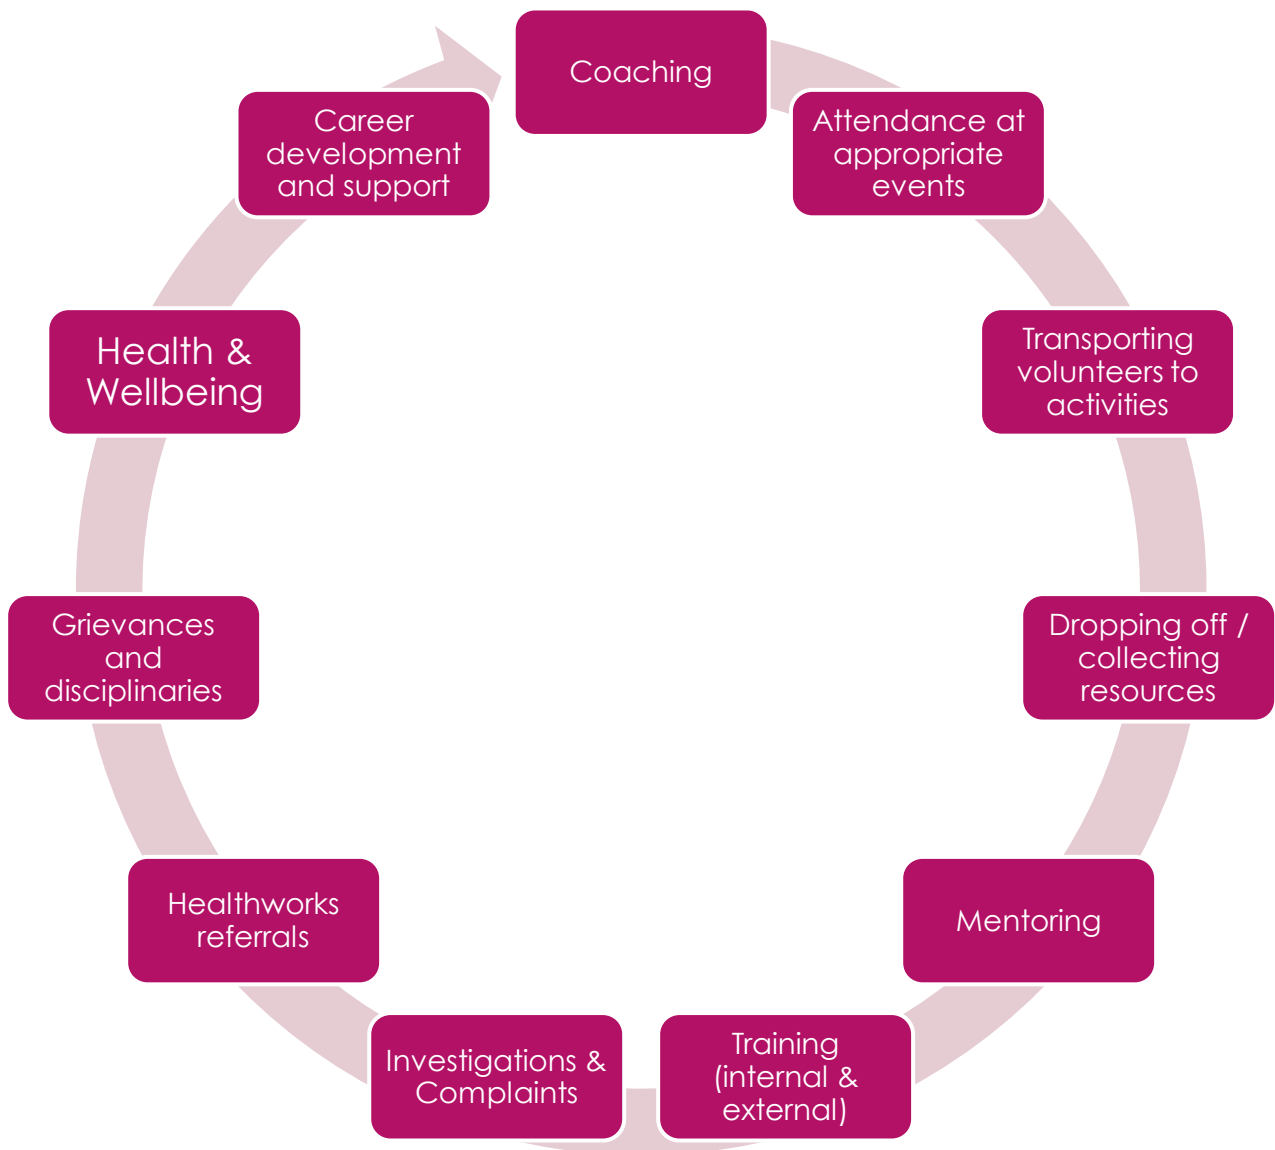 Coaching
Attendance at
appropriate
events
Transporting
volunteers to
activities
Dropping off /
collecting
resources
Mentoring
Training
(internal &
external)
Investigations &
Complaints
Healthworks
referrals
Grievances
and
disciplinaries
Health &
Wellbeing
Career
development
and support